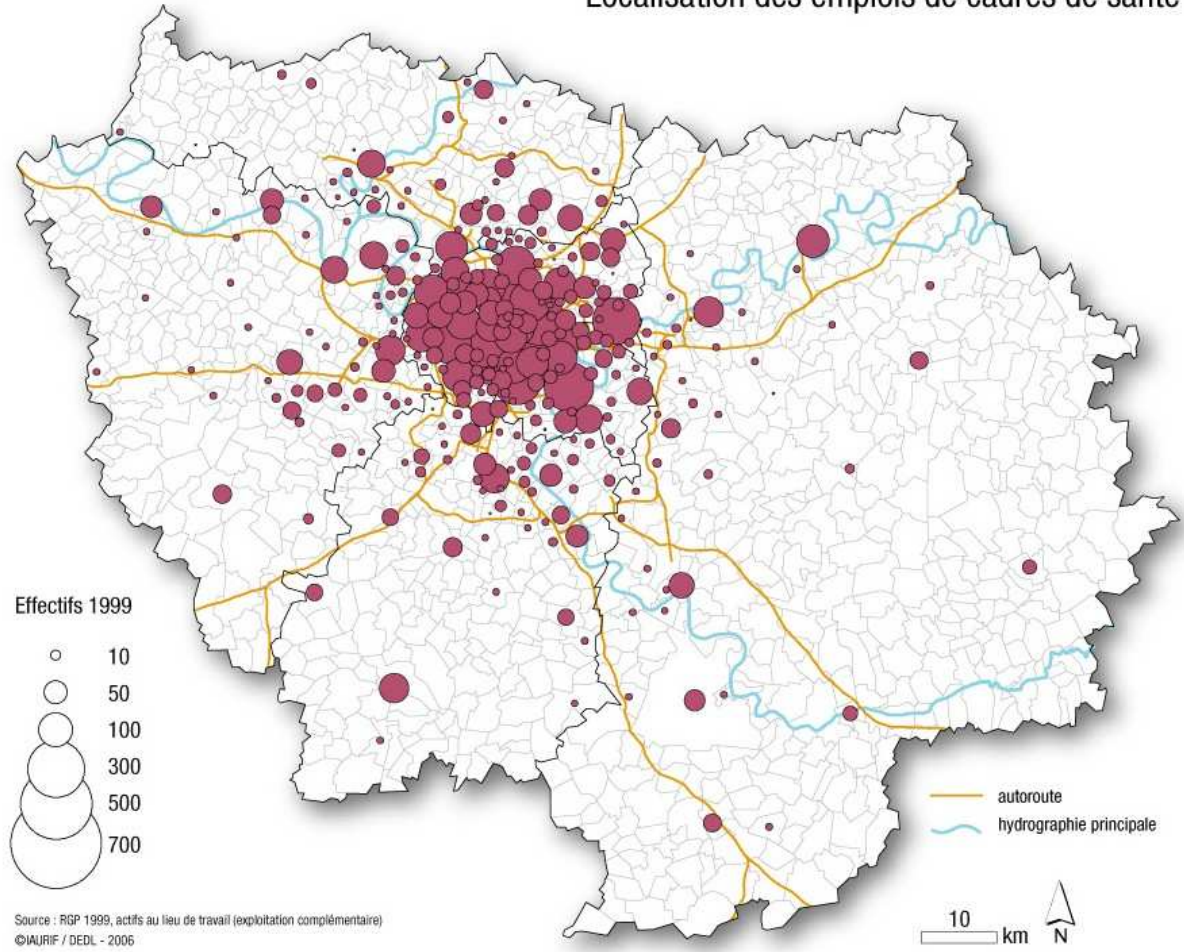 Localisation des emplois de cadres de santé
Effectifs 1999
10
50
100
300
500
700
autoroute
hydrographie principale
Source : RGP 1999, actifs au lieu de travail (exploitation complémentaire)
©IAURIF / DEDL - 2006
10
km
N